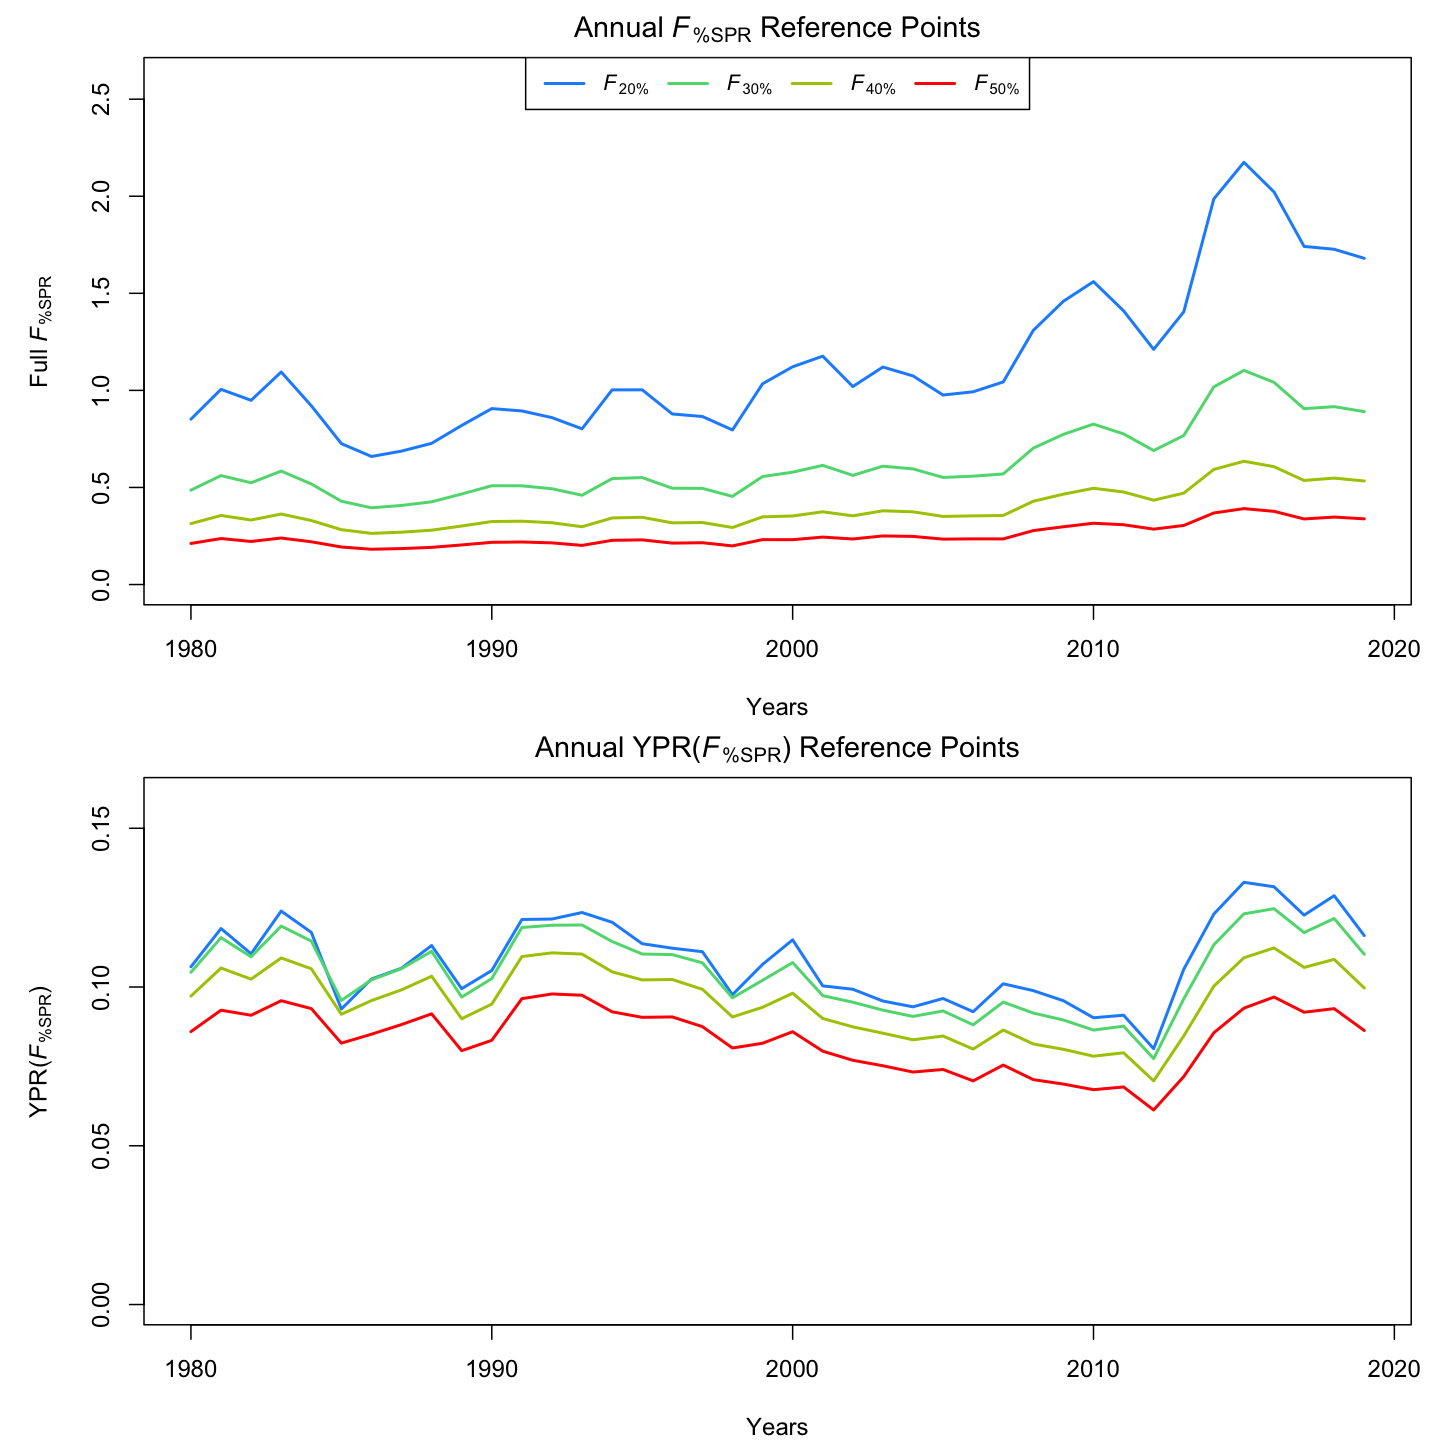 Annual F%SPR Reference Points
F20% F30% F40% F50%
Full F%SPR
2.5
2.0
1.5
1.0
0.5
0.0
1980 1990 2000 2010 2020
Years
Annual YPR(F%SPR) Reference Points
YPR(F%SPR)
0.15
0.10
0.05
0.00
1980 1990 2000 2010 2020
Years